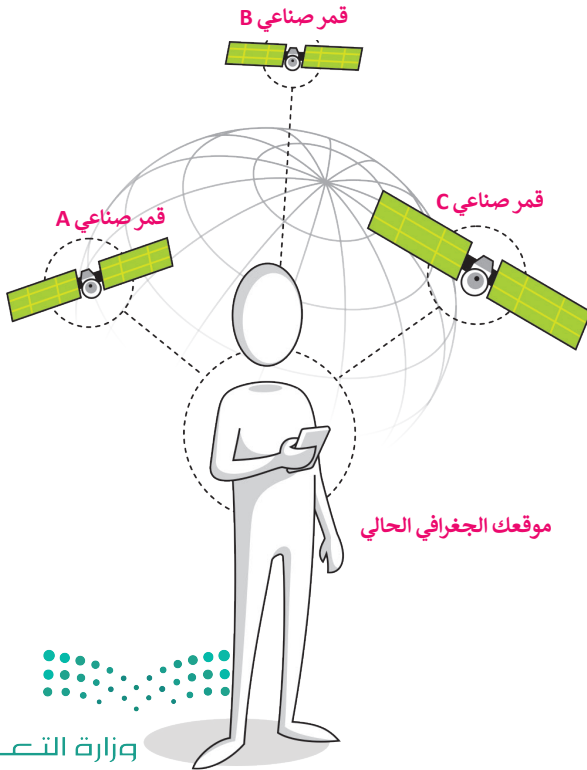 قمر صناعي B
قمر صناعي C
قمر صناعي A
موقعك الجغرافي الحالي
وزارة التعـ